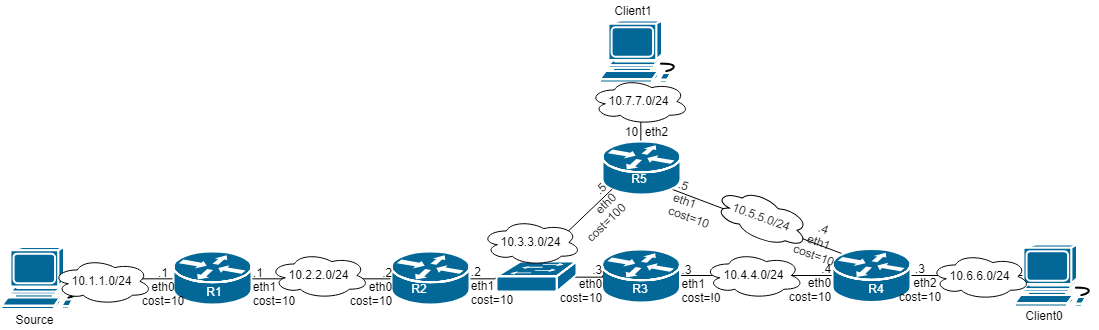 Client1
10.7.7.0/24
10 eth2
R5
.5
eth0
cost=100
.5
eth1
cost=10
10.5.5.0/24
.4
eth1
cost=10
10.3.3.0/24
Source
10.1.1.0/24
.1
eth0
cost=10
R1
.1
eth1
cost=10
10.2.2.0/24
.2
eth0
cost=10
R2
.2
eth1
cost=10
.3
eth0
cost=10
R3
.3
eth1
cost=!0
10.4.4.0/24
.4
eth0
cost=10
R4
.3
eth2
cost=10
10.6.6.0/24
Client0